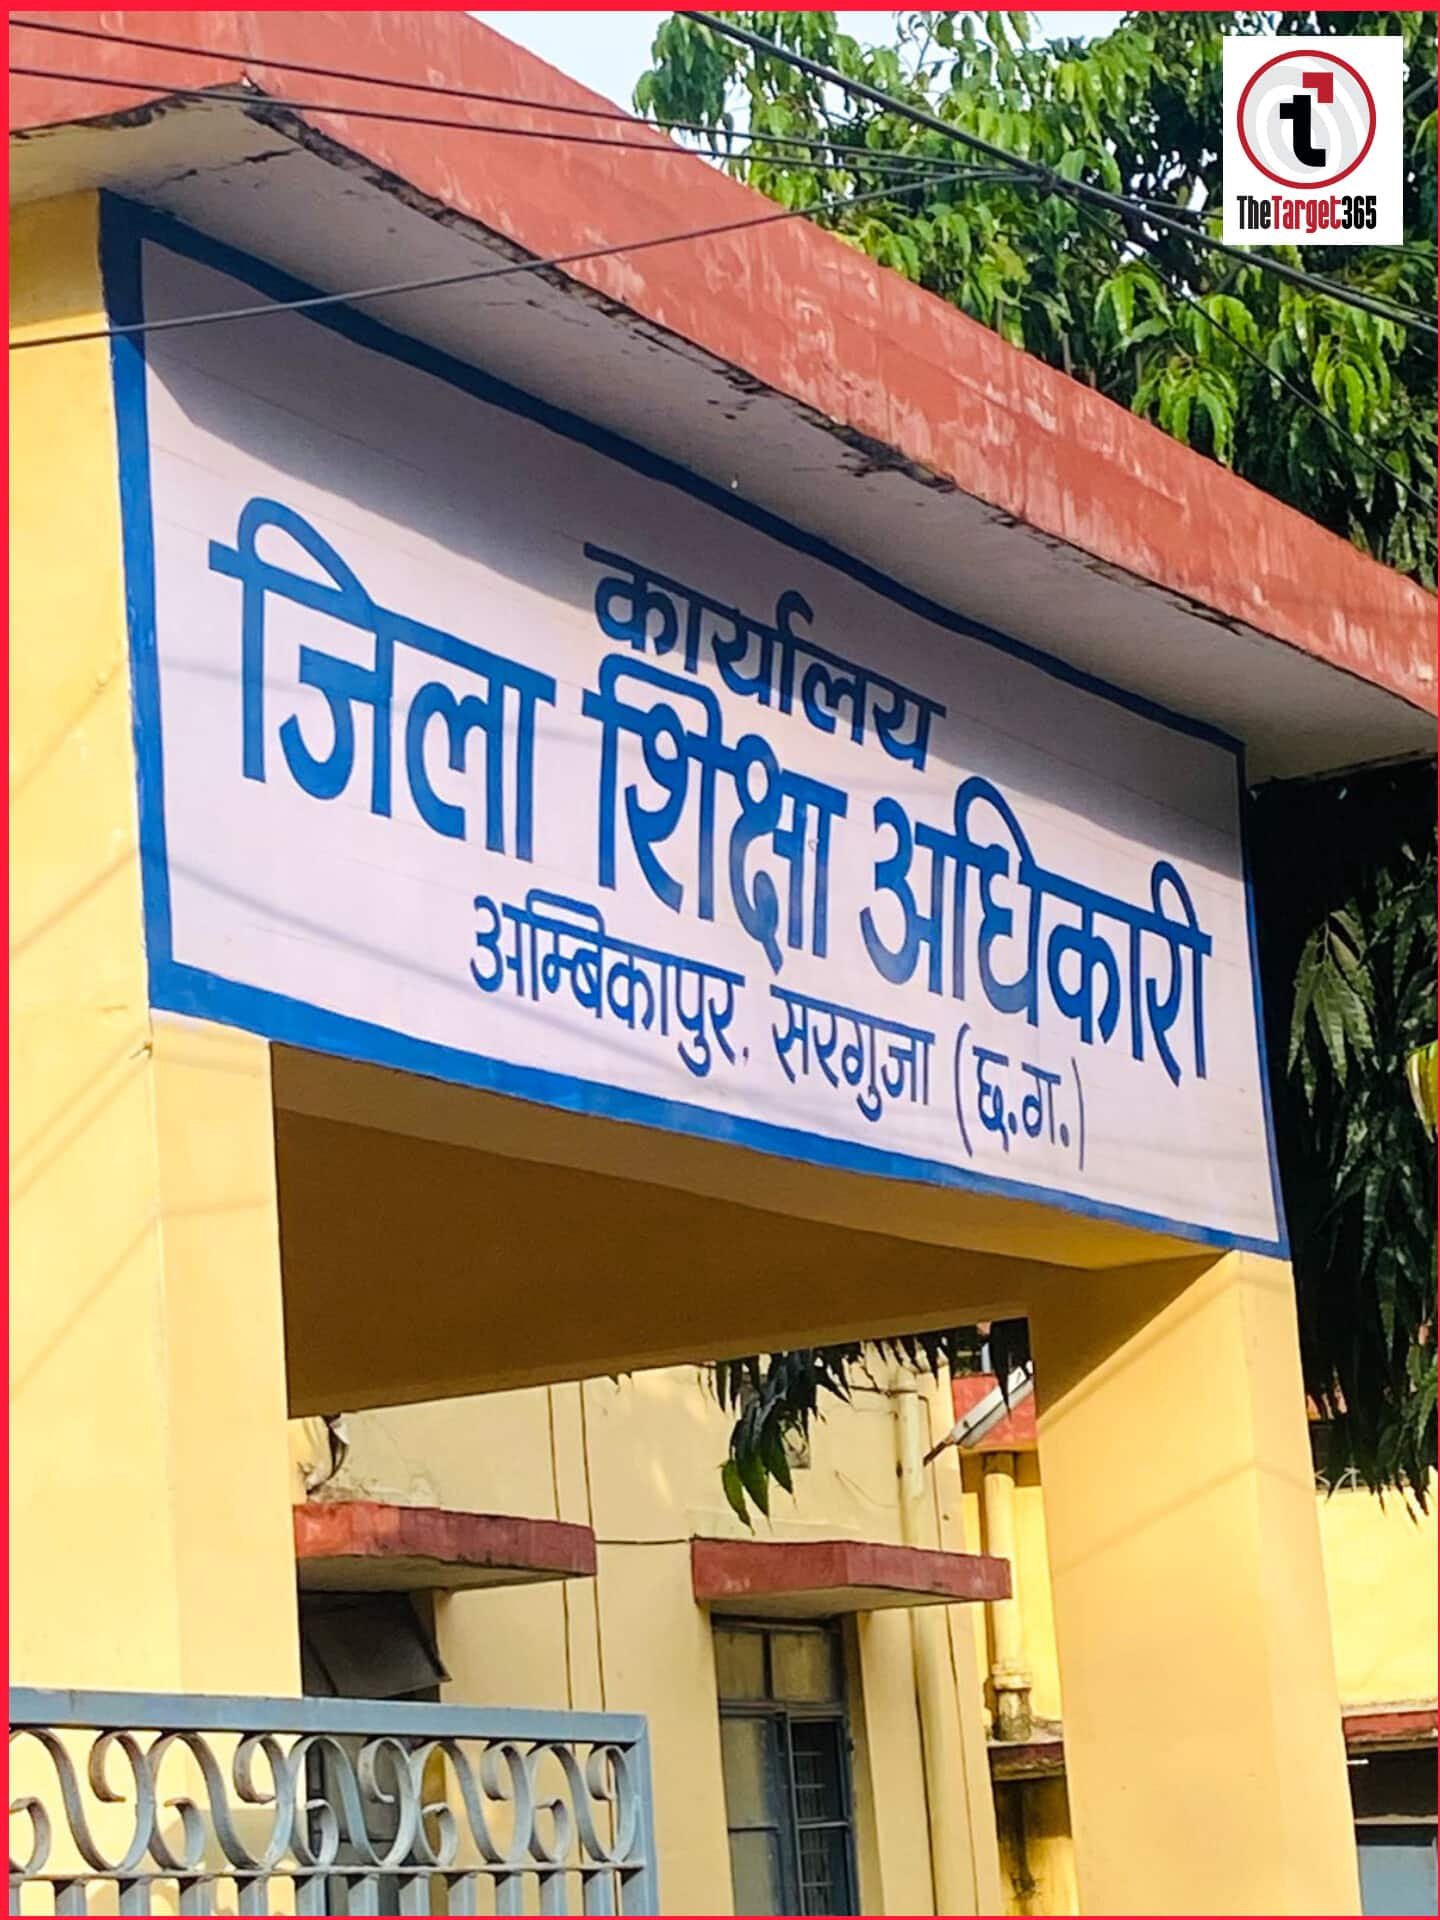 TheTarget365
कार्यालय
जिला शिक्षा अधिकारी
अम्बिकापुर. सरगुजा (छ.ग.)